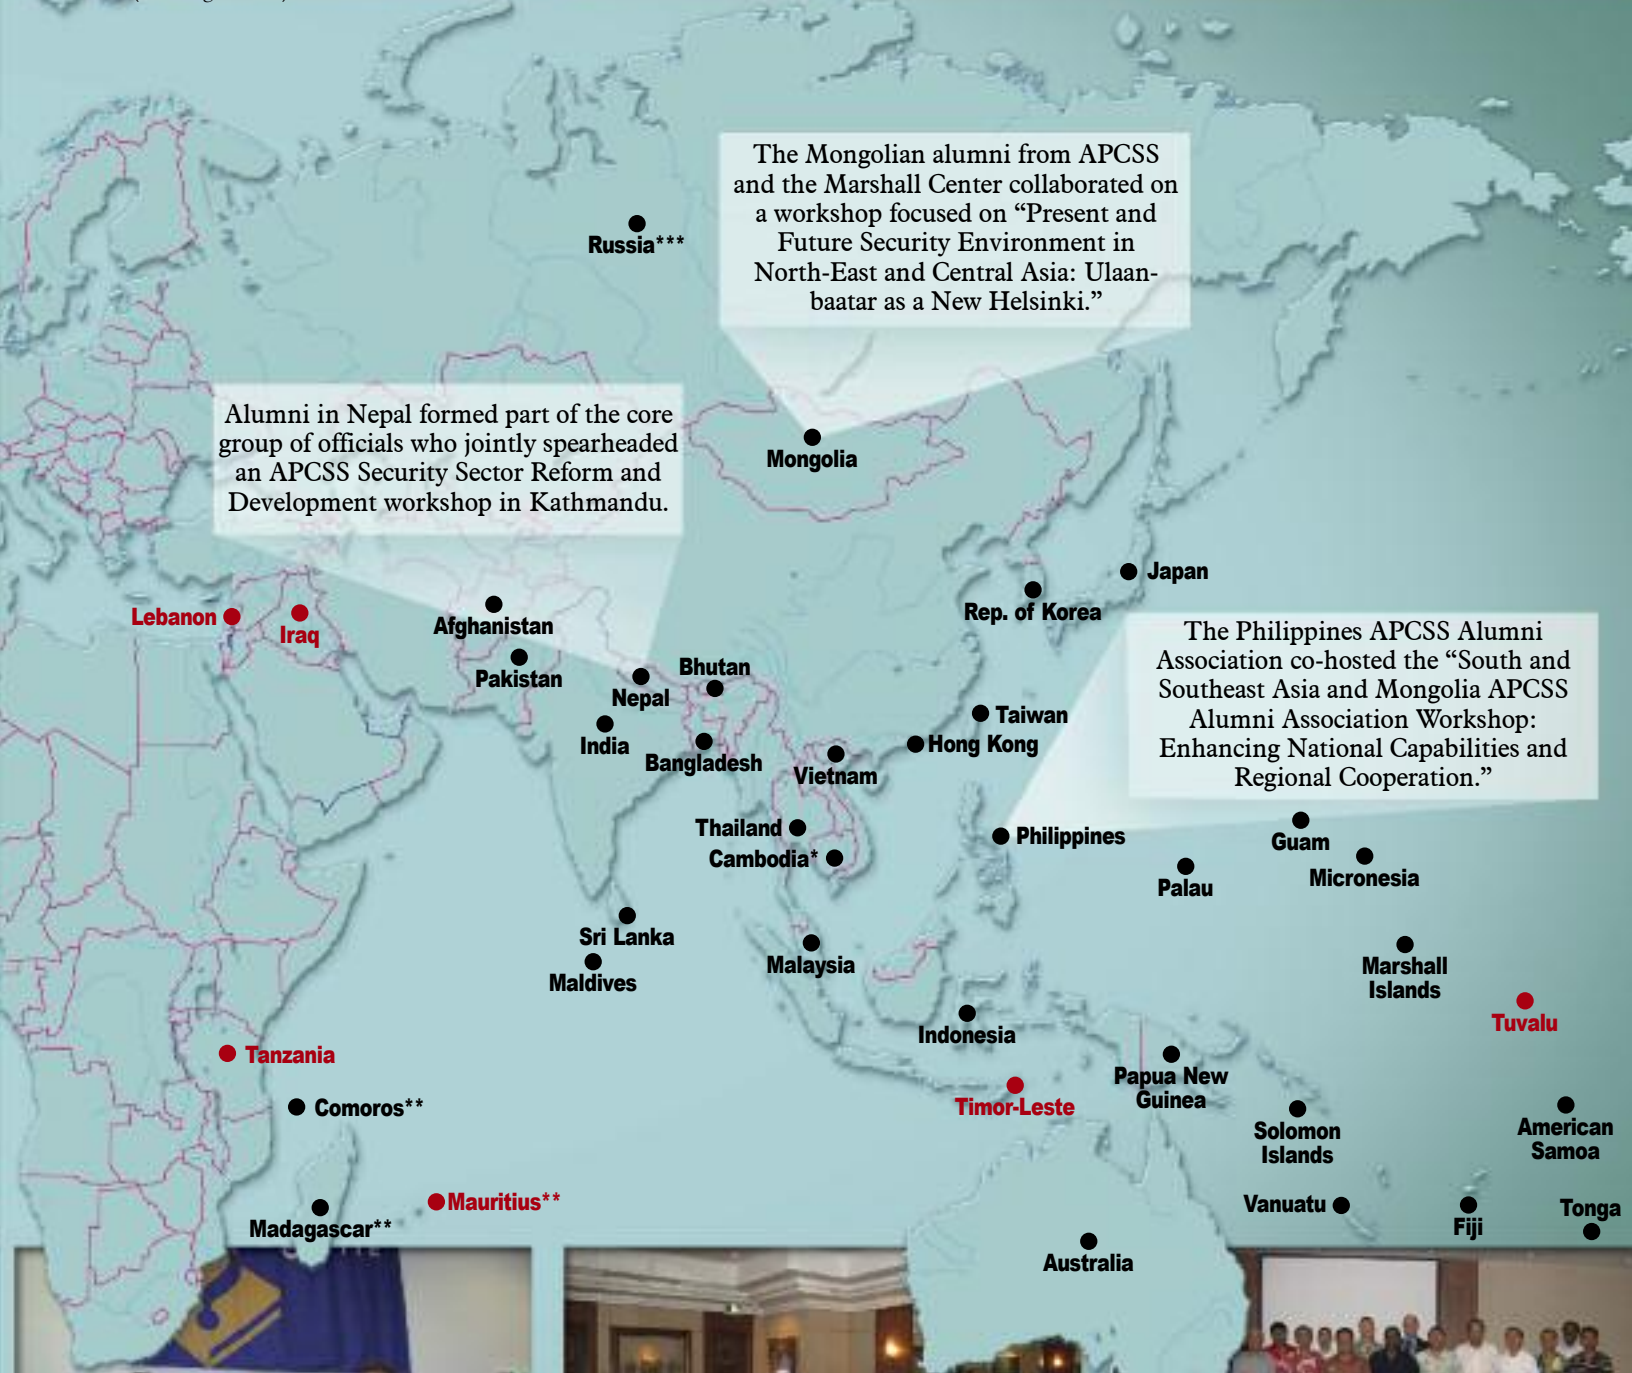 The Mongolian alumni from APCSS
and the Marshall Center collaborated on
a workshop focused on “Present and
Future Security Environment in
North-East and Central Asia: Ulaan-
baatar as a New Helsinki.”
Russia***
Alumni in Nepal formed part of the core
group of officials who jointly spearheaded
an APCSS Security Sector Reform and
Development workshop in Kathmandu.
Mongolia
Japan
Rep. of Korea
Lebanon
Iraq
Afghanistan
Pakistan
Nepal
Bhutan
India
Bangladesh
Vietnam
Taiwan
Hong Kong
The Philippines APCSS Alumni
Association co-hosted the “South and
Southeast Asia and Mongolia APCSS
Alumni Association Workshop:
Enhancing National Capabilities and
Regional Cooperation.”
Thailand
Cambodia*
Philippines
Guam
Micronesia
Palau
Sri Lanka
Maldives
Malaysia
Marshall
Islands
Indonesia
Tuvalu
Tanzania
Comoros**
Timor-Leste
Papua New
Guinea
Solomon
Islands
American
Samoa
Mauritius**
Madagascar**
Vanuatu
Fiji
Tonga
Australia